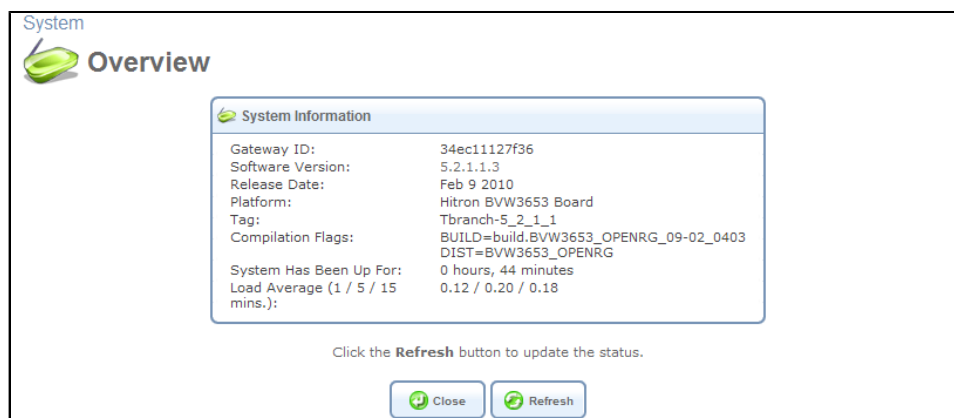 System
Overview
System Information
Gateway ID: 34ec11127f36
Software Version: 5.2.1.1.3
Release Date: Feb 9 2010
Platform: Hitron BVW3653 Board
Tag: Tbranch-5_2_1_1
Compilation Flags: BUILD=build.BVW3653_OPENRG_09-02_0403
DIST=BVW3653_OPENRG
System Has Been Up For: 0 hours, 44 minutes
Load Average (1 / 5 / 15 0.12 / 0.20 / 0.18
mins.):
Click the Refresh button to update the status.
Close Refresh